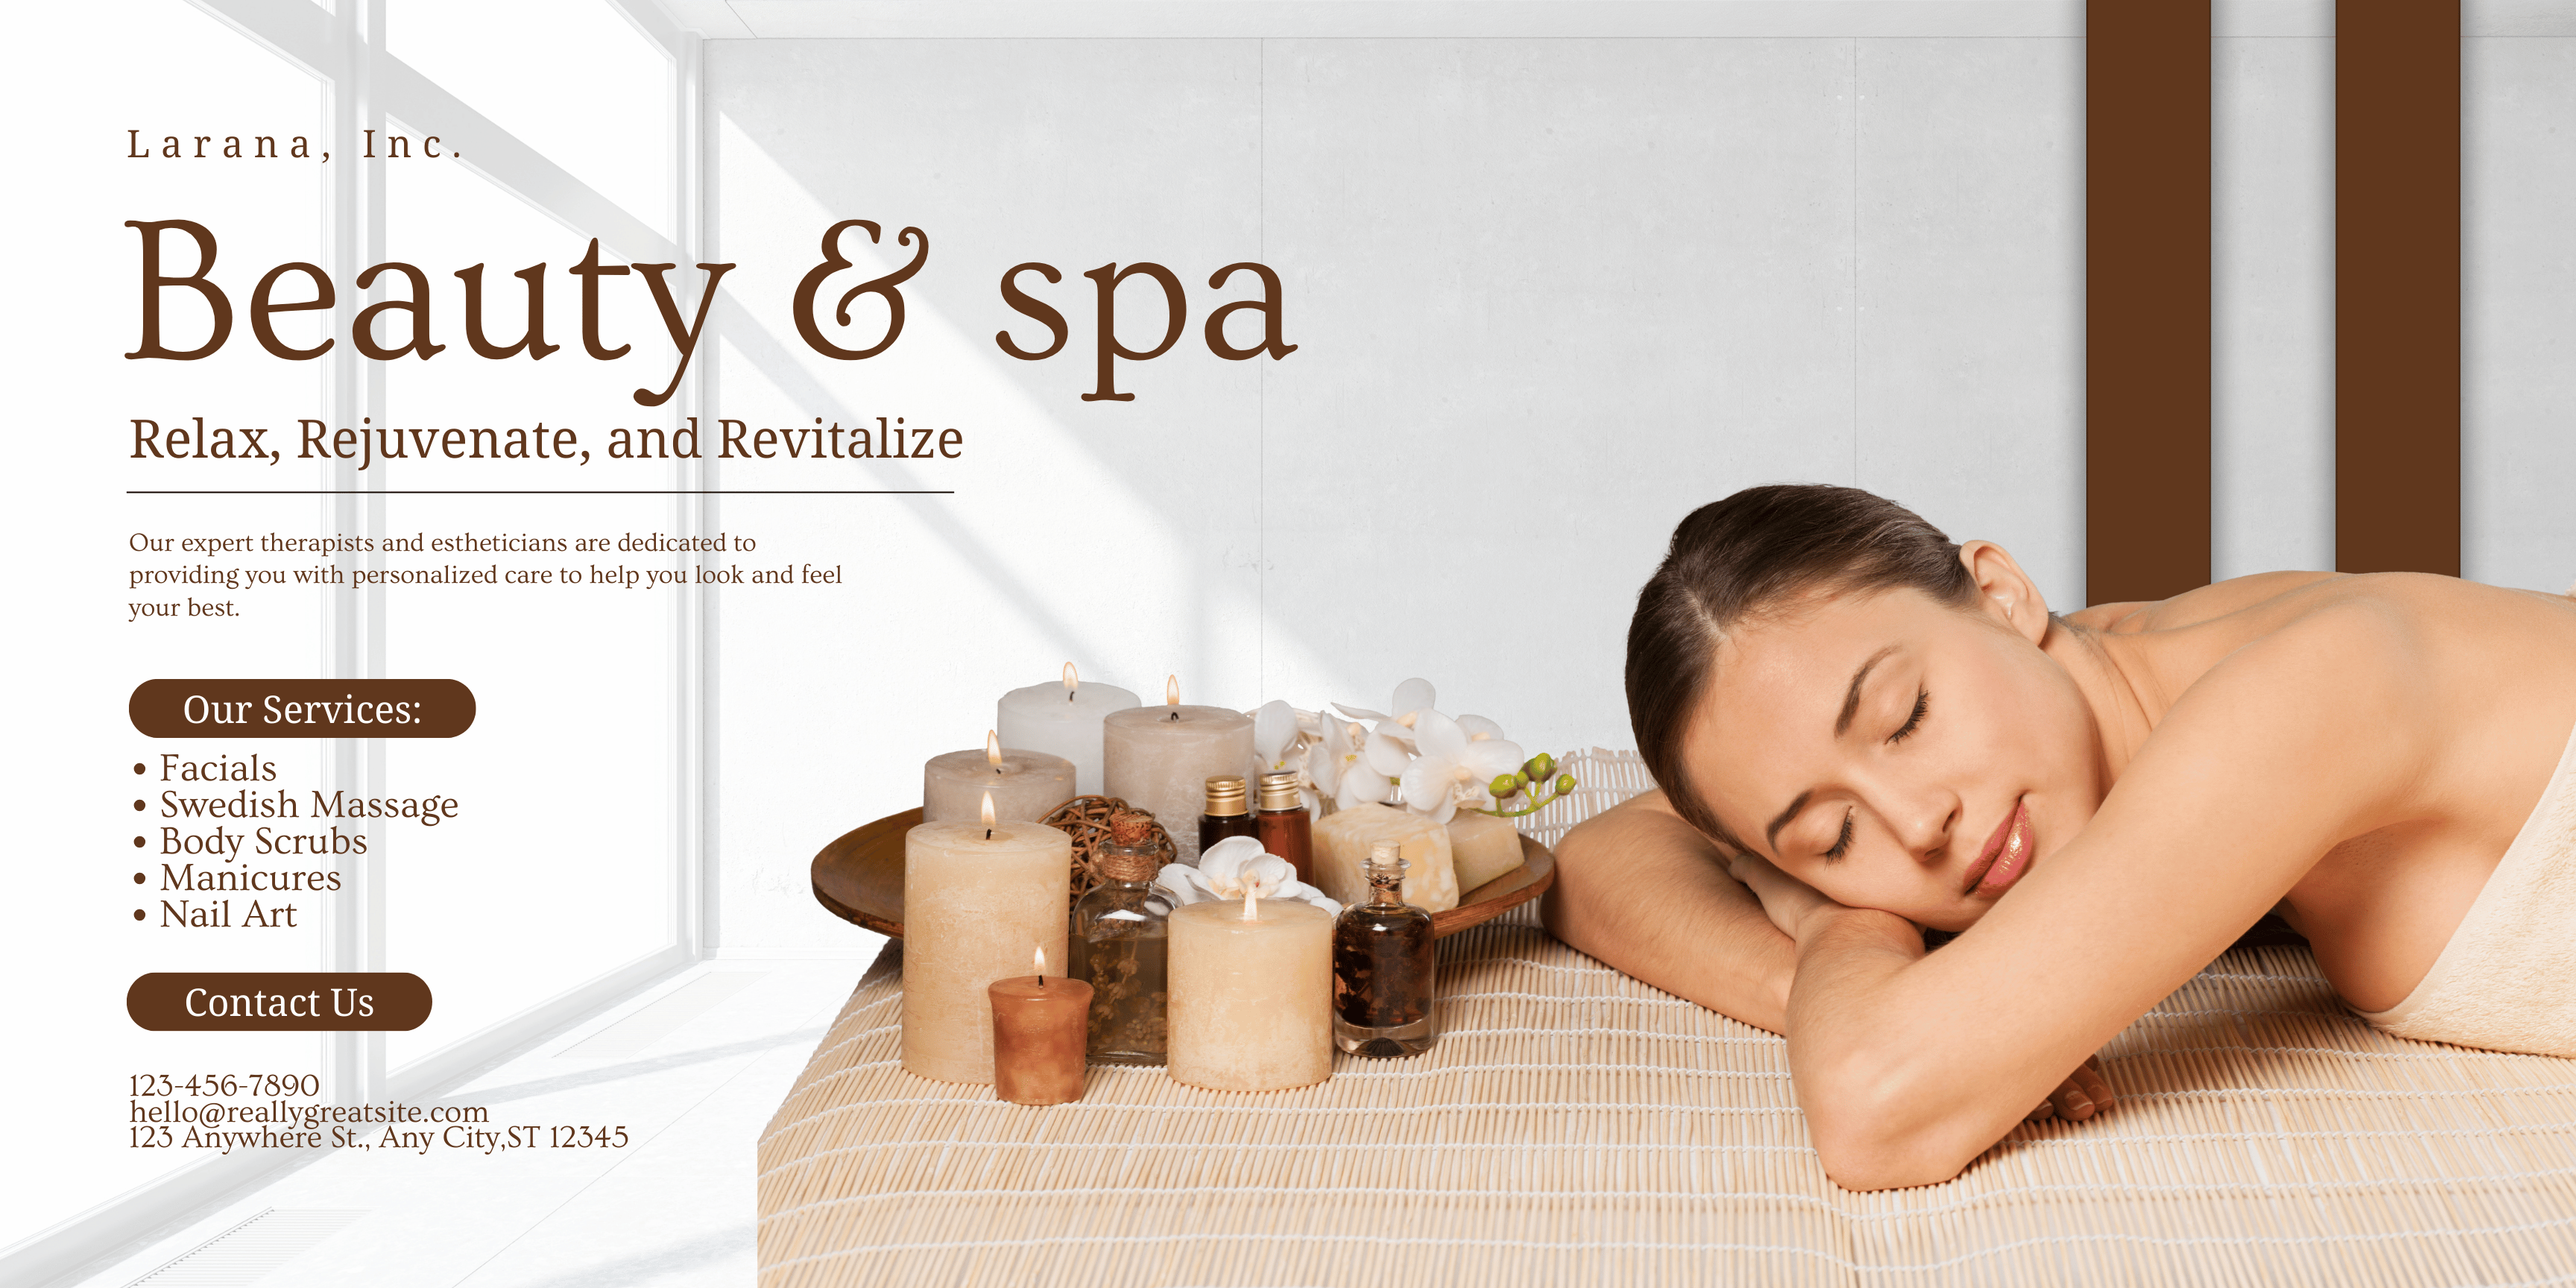 Larana, Inc.
Beauty & spa
Relax, Rejuvenate, and Revitalize
Our expert therapists and estheticians are dedicated to
providing you with personalized care to help you look and feel
your best.
Our Services:
• Facials
• Swedish Massage
• Body Scrubs
• Manicures
• Nail Art
Contact Us
123-456-7890
hello@reallygreatsite.com
123 Anywhere St., Any City,ST 12345